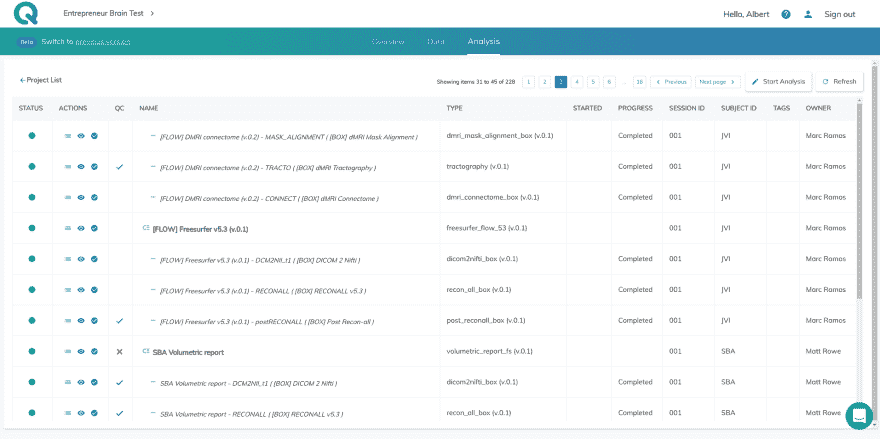 Entrepreneur Brain Test
Hello, Albert ? Sign out
Beta Switch to previous version Overview Data Analysis
Project List
Showing items 31 to 45 of 228 1 2 3 4 5 6 ... 16 Previous Next page Start Analysis Refresh
STATUS ACTIONS QC NAME TYPE STARTED PROGRESS SESSION ID SUBJECT ID TAGS OWNER
[FLOW] DMRI connectome (v.0.2) - MASK_ALIGNMENT ( [BOX] dMRI Mask Alignment ) dmri_mask_alignment_box (v.0.1) Completed 001 JVI Marc Ramos
[FLOW] DMRI connectome (v.0.2) - TRACTO ( [BOX] dMRI Tractography ) tractography (v.0.1) Completed 001 JVI Marc Ramos
[FLOW] DMRI connectome (v.0.2) - CONNECT ( [BOX] dMRI Connectome ) dmri_connectome_box (v.0.1) Completed 001 JVI Marc Ramos
[FLOW] Freesurfer v5.3 (v.0.1) freesurfer_flow_53 (v.0.1) 001 JVI Marc Ramos
[FLOW] Freesurfer v5.3 (v.0.1) - DCM2NII_t1 ( [BOX] DICOM 2 Nifti ) dicom2nifti_box (v.0.1) Completed 001 JVI Marc Ramos
[FLOW] Freesurfer v5.3 (v.0.1) - RECONALL ( [BOX] RECONALL v5.3 ) recon_all_box (v.0.1) Completed 001 JVI Marc Ramos
[FLOW] Freesurfer v5.3 (v.0.1) - postRECONALL ( [BOX] Post Recon-all ) post_reconall_box (v.0.1) Completed 001 JVI Marc Ramos
SBA Volumetric report volumetric_report_fs (v.0.1) 001 SBA Matt Rowe
SBA Volumetric report - DCM2NII_t1 ( [BOX] DICOM 2 Nifti ) dicom2nifti_box (v.0.1) Completed 001 SBA Matt Rowe
SBA Volumetric report - RECONALL ( [BOX] RECONALL v5.3 ) recon_all_box (v.0.1) Completed 001 SBA Matt Rowe